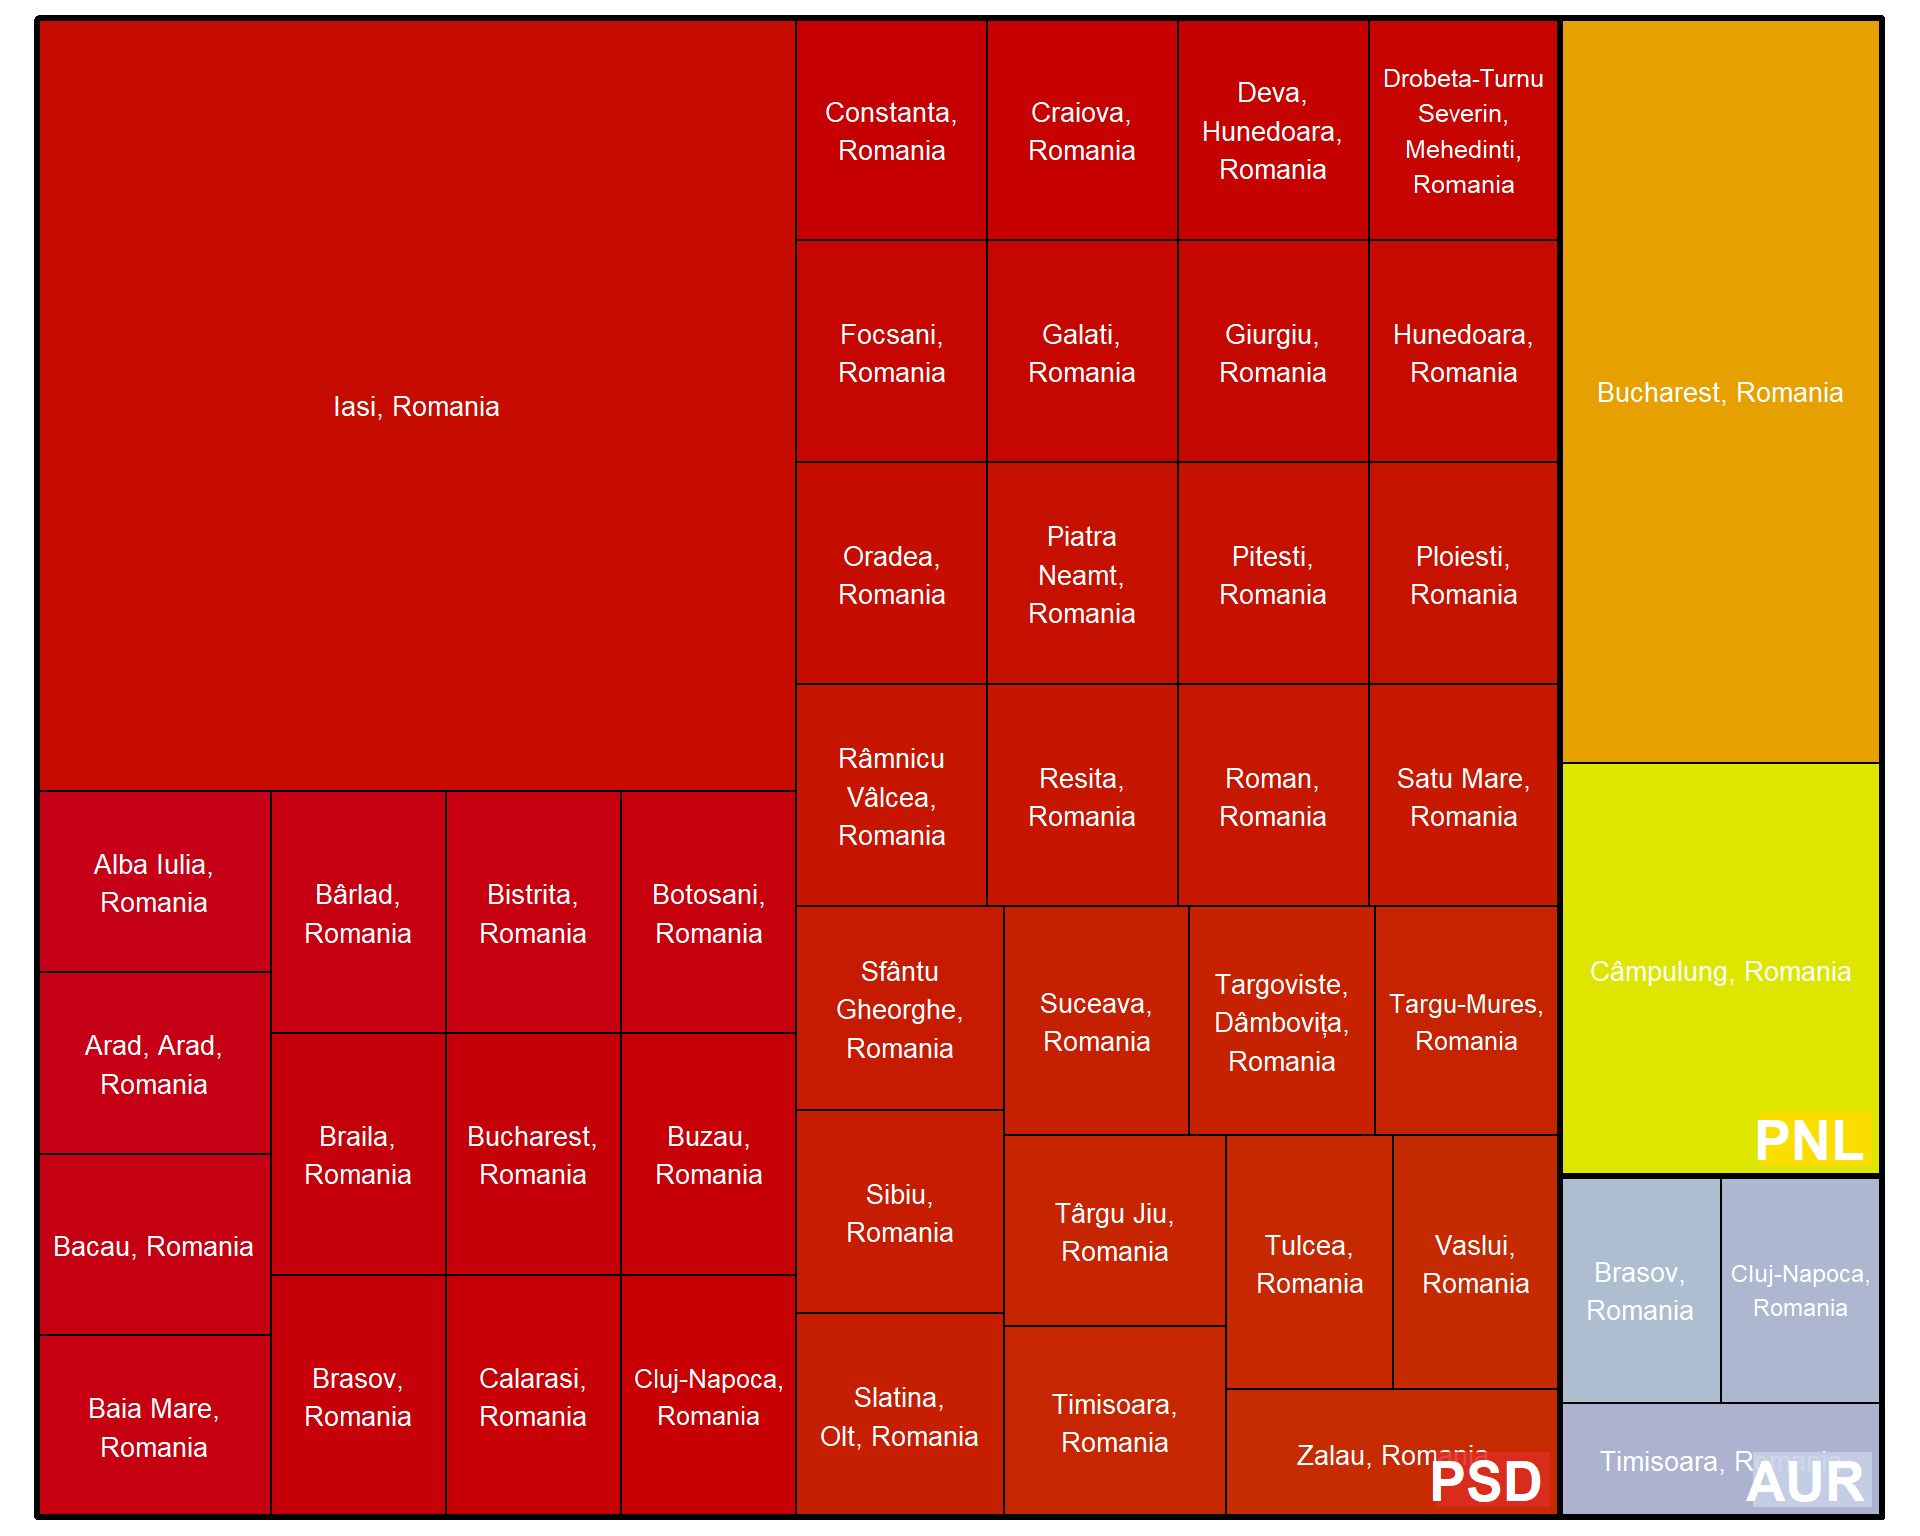 Iasi, Romania
Alba Iulia,
Romania
Arad, Arad,
Romania
Bacau, Romania
Baia Mare,
Romania
Bârlad,
Romania
Bistrita,
Romania
Botosani,
Romania
Braila,
Romania
Bucharest,
Romania
Buzau,
Romania
Brasov,
Romania
Calarasi,
Romania
Cluj-Napoca,
Romania
Constanta,
Romania
Craiova,
Romania
Deva,
Hunedoara,
Romania
Drobeta-Turnu
Severin,
Mehedinti,
Romania
Focsani,
Romania
Galati,
Romania
Giurgiu,
Romania
Hunedoara,
Romania
Oradea,
Romania
Piatra
Neamt,
Romania
Pitesti,
Romania
Ploiesti,
Romania
Râmnicu
Vâlcea,
Romania
Resita,
Romania
Roman,
Romania
Satu Mare,
Romania
Sfântu
Gheorghe,
Romania
Suceava,
Romania
Targoviste,
Dâmbovița,
Romania
Targu-Mures,
Romania
Sibiu,
Romania
Târgu Jiu,
Romania
Tulcea,
Romania
Vaslui,
Romania
Slatina,
Olt, Romania
Timisoara,
Romania
Zalau, Romania
PSD
Bucharest, Romania
Câmpulung, Romania
PNL
Brasov,
Romania
Cluj-Napoca,
Romania
Timisoara, Romania
AUR